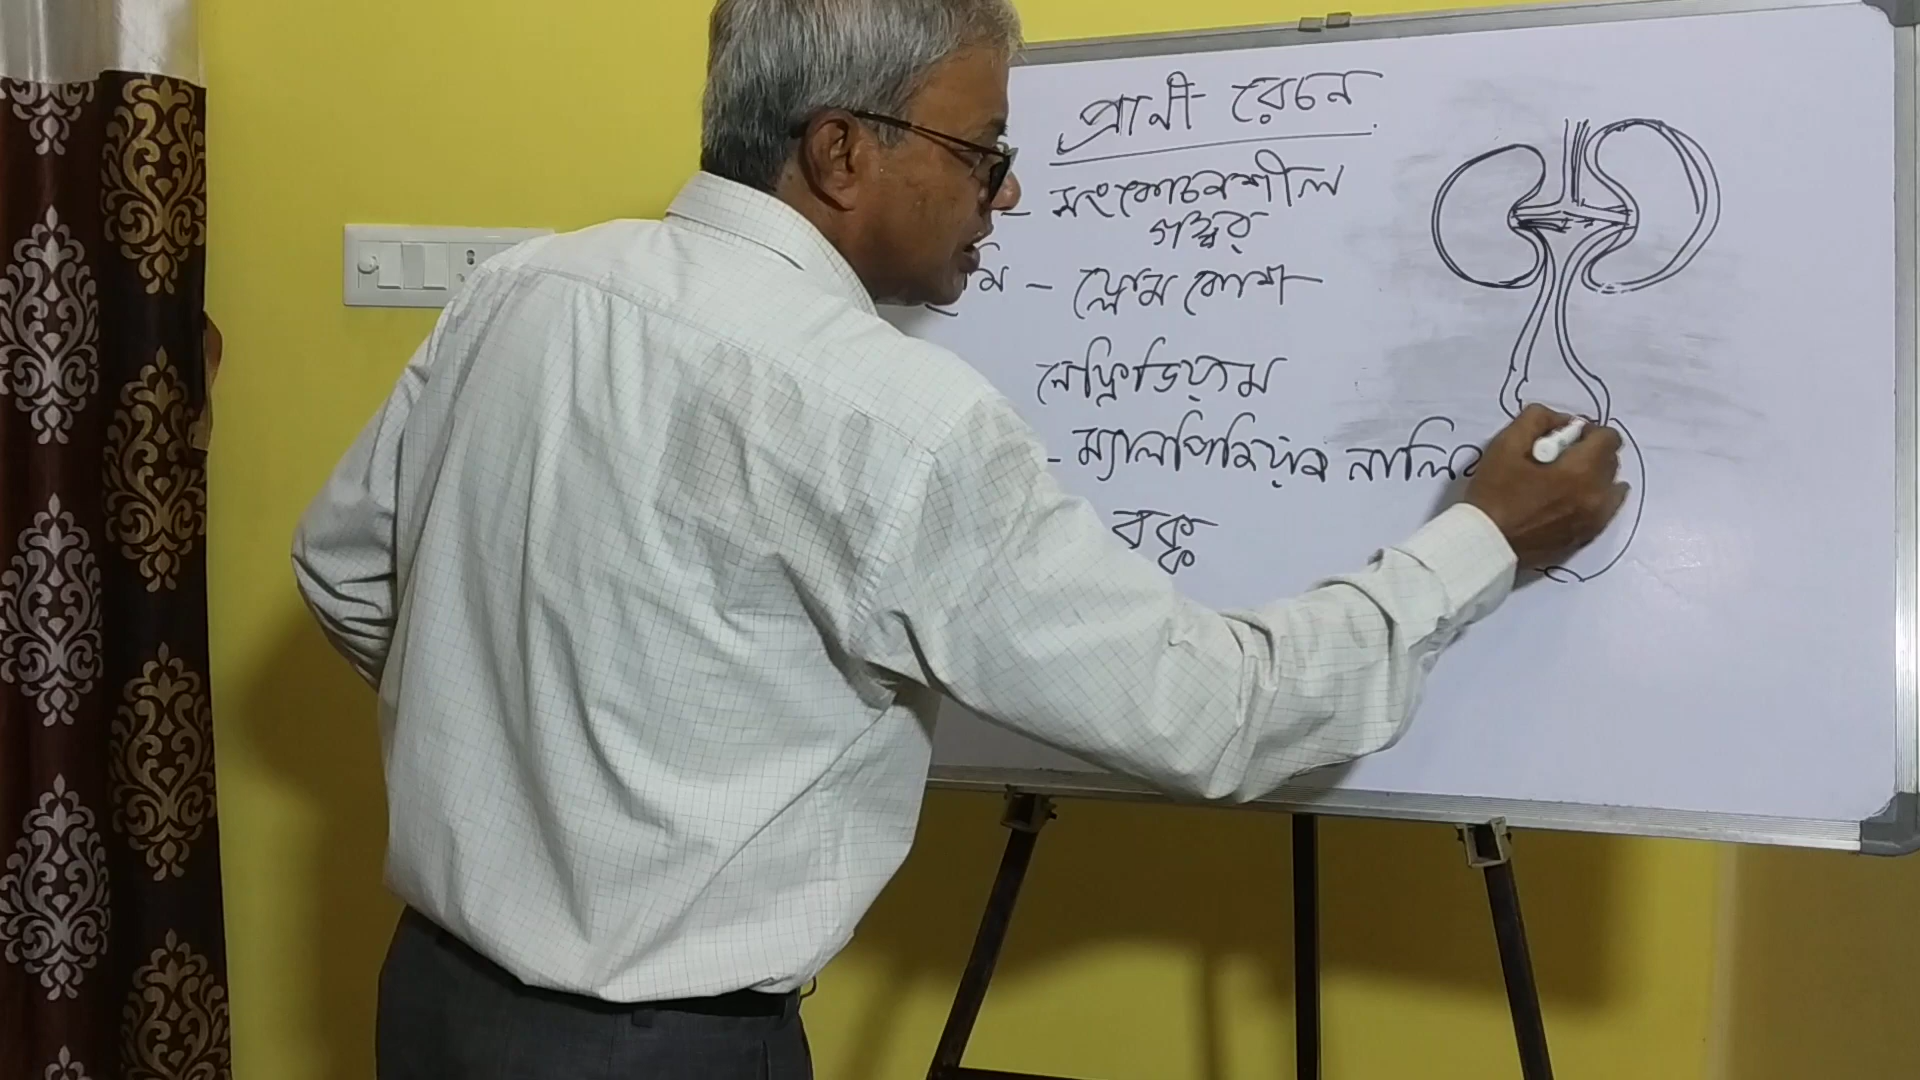 প্রানী রেচন
– সংকোচনশীল
গহ্বর
মি – ফ্লেম কোশ
নেফ্রিডিয়াম
- ম্যালপিঘিয়ান নালি
বৃক্ক